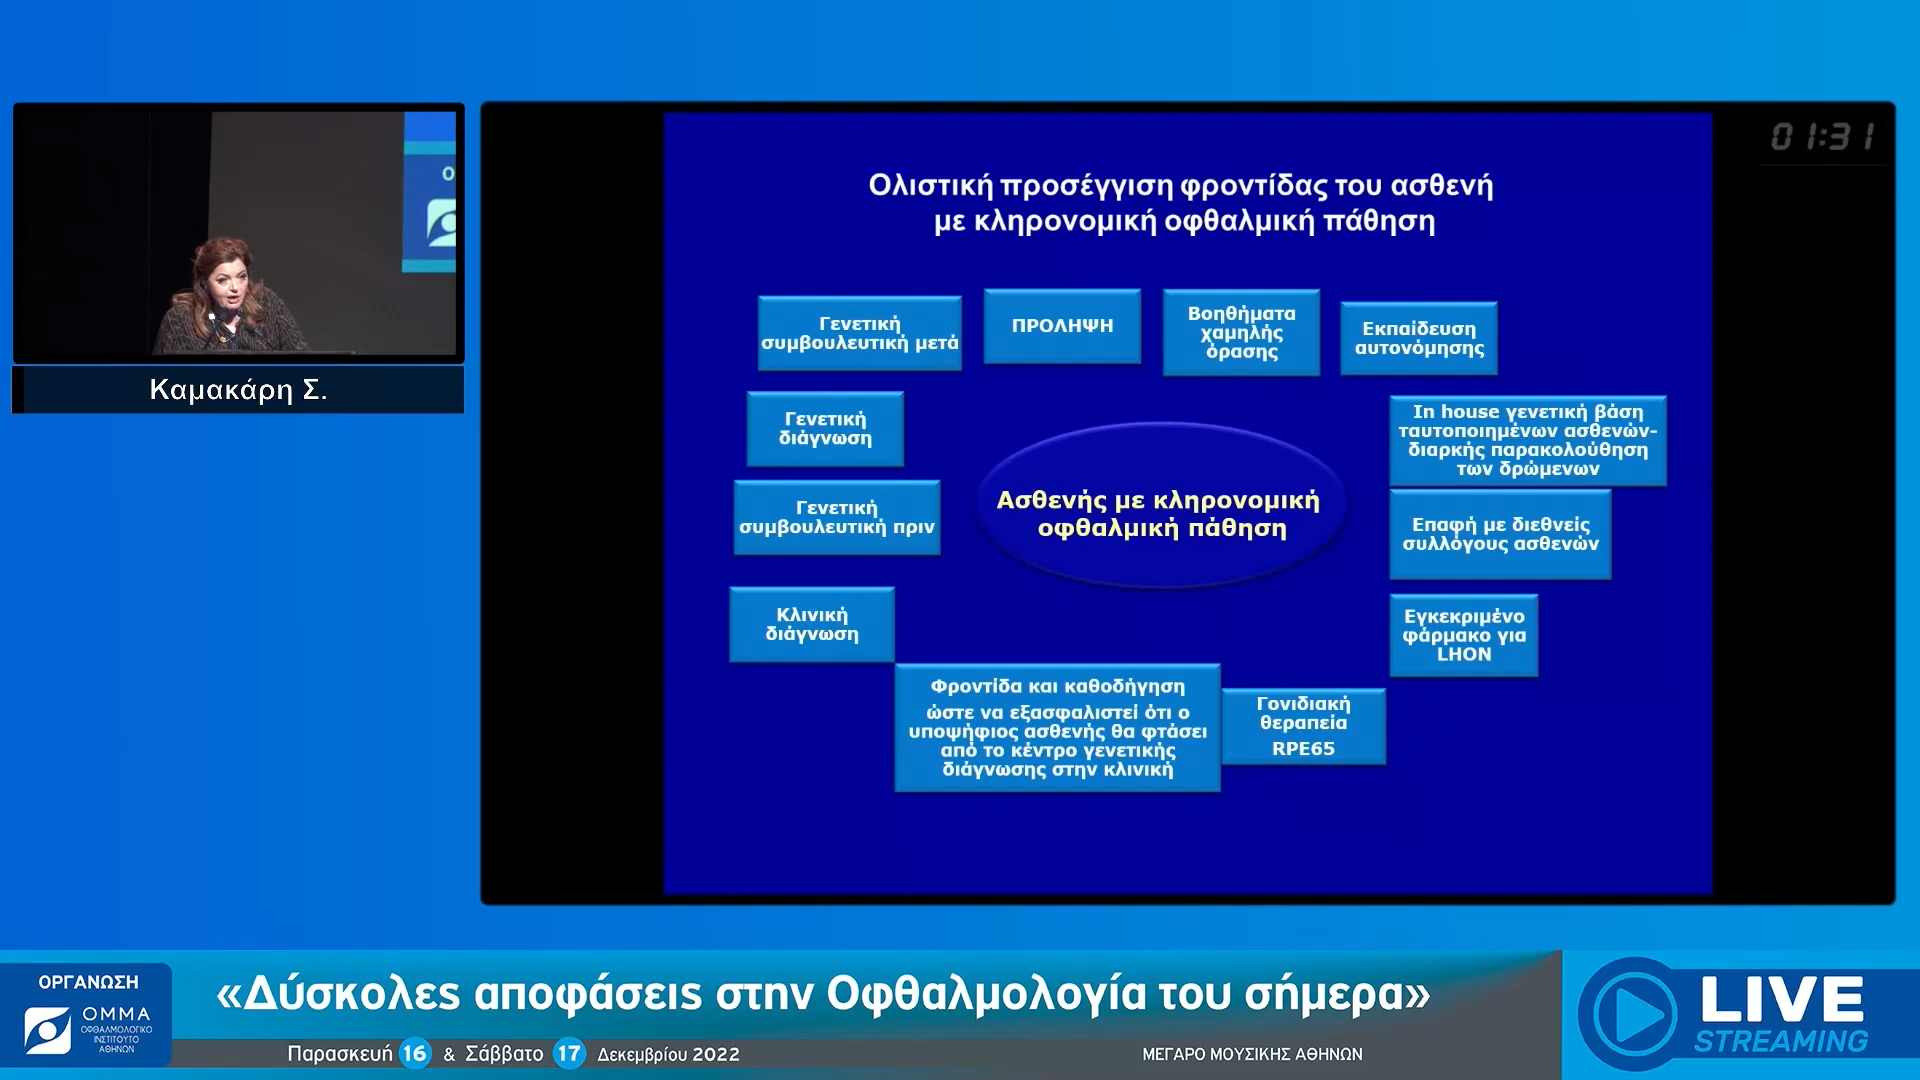 Ο
Καμακάρη Σ.
01:31
Ολιστική προσέγγιση φροντίδας του ασθενή
με κληρονομική οφθαλμική πάθηση
Γενετική
συμβουλευτική μετά
ΠΡΟΛΗΨΗ
Βοηθήματα
χαμηλής
όρασης
Εκπαίδευση
αυτονόμησης
Γενετική
διάγνωση
In house γενετική βάση
ταυτοποιημένων ασθενών-
διαρκής παρακολούθηση
των δρώμενων
Γενετική
συμβουλευτική πριν
Ασθενής με κληρονομική
οφθαλμική πάθηση
Επαφή με διεθνείς
συλλόγους ασθενών
Κλινική
διάγνωση
Εγκεκριμένο
φάρμακο για
LHON
Φροντίδα και καθοδήγηση
ώστε να εξασφαλιστεί ότι ο
υποψήφιος ασθενής θα φτάσει
από το κέντρο γενετικής
διάγνωσης στην κλινική
Γονιδιακή
θεραπεία
RPE65
ΟΡΓΑΝΩΣΗ
ΟΜΜΑ
ΟΦΘΑΛΜΟΛΟΓΙΚΟ
ΙΝΣΤΙΤΟΥΤΟ
ΑΘΗΝΩΝ
«Δύσκολες αποφάσεις στην Οφθαλμολογία του σήμερα»
Παρασκευή 16 & Σάββατο 17 Δεκεμβρίου 2022
ΜΕΓΑΡΟ ΜΟΥΣΙΚΗΣ ΑΘΗΝΩΝ
LIVE
STREAMING